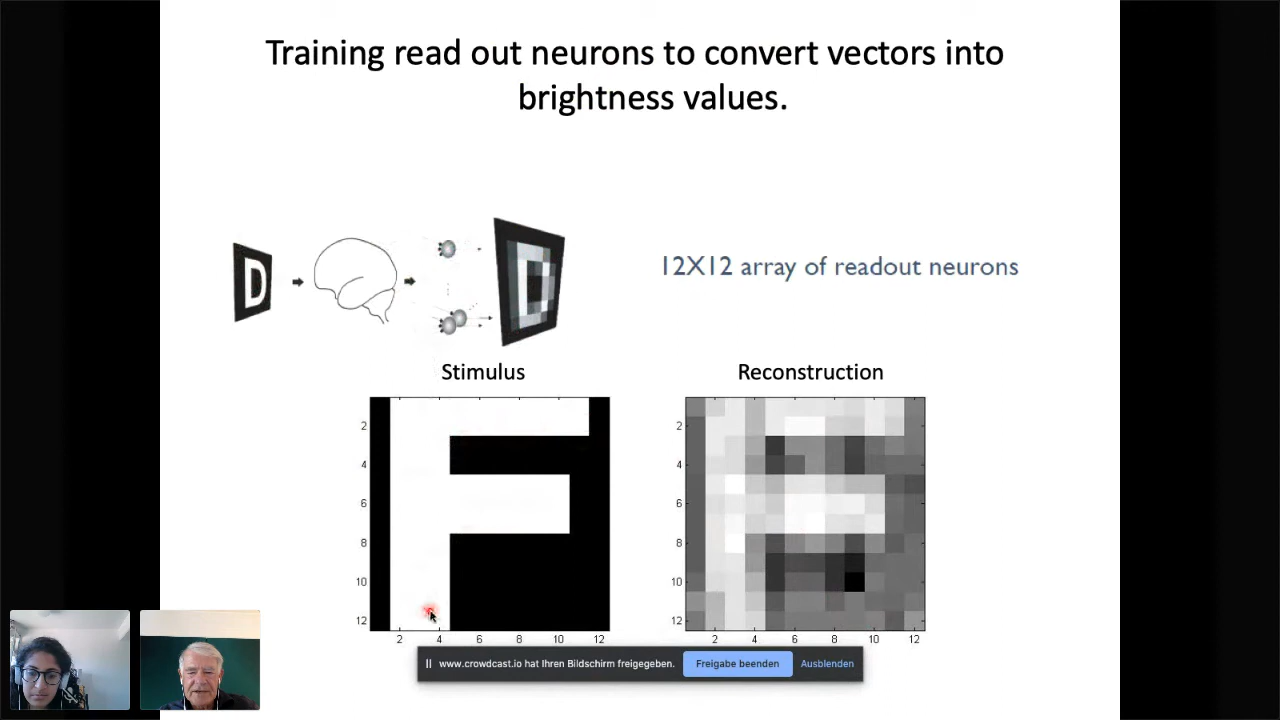 Training read out neurons to convert vectors into
brightness values.
D
12X12 array of readout neurons
Stimulus
Reconstruction
2
4
6
8
10
12
2 4 6 8 10 12
2
4
6
8
10
12
2 4 6 8 10 12
www.crowdcast.io hat Ihren Bildschirm freigegeben. Freigabe beenden Ausblenden